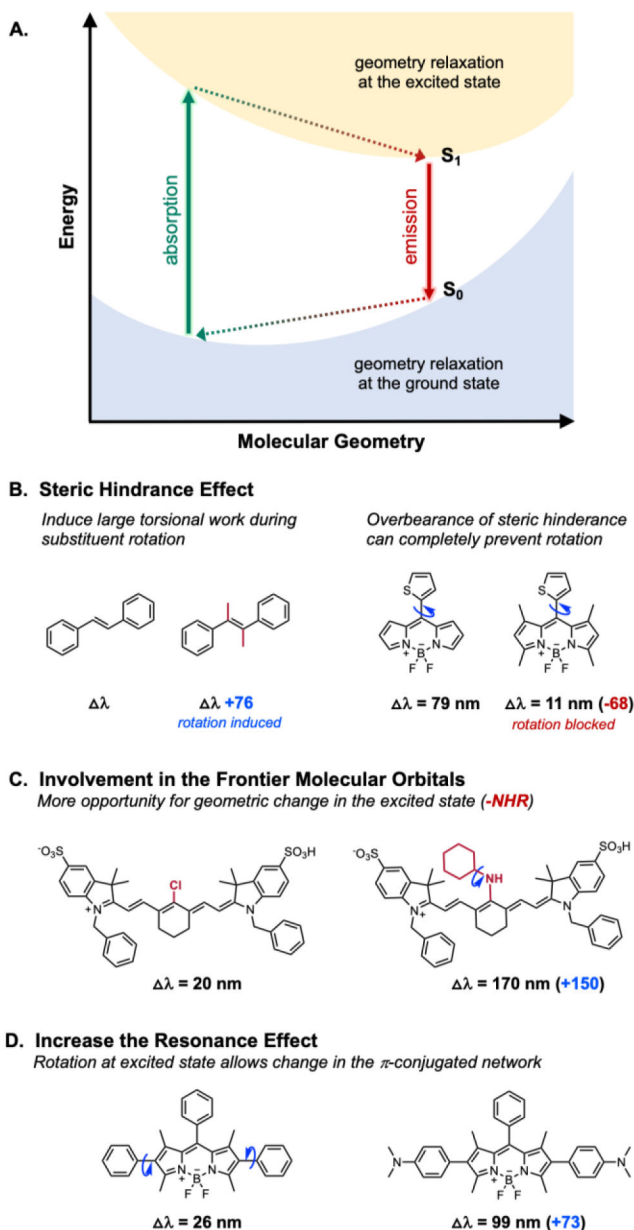 A.
geometry relaxation
at the excited state
S1
Energy
absorption
emission
S0
geometry relaxation
at the ground state
Molecular Geometry
B. Steric Hindrance Effect
Induce large torsional work during
substituent rotation
Overbearance of steric hinderance
can completely prevent rotation
S
S
N
+
B
-
N
F F
N
+
B
-
N
F F
Δλ
Δλ +76
rotation induced
Δλ = 79 nm
Δλ = 11 nm (-68)
rotation blocked
C. Involvement in the Frontier Molecular Orbitals
More opportunity for geometric change in the excited state (-NHR)
-O3S
Cl
SO3H
N
+
N
-O3S
NH
SO3H
N
+
N
Δλ = 20 nm
Δλ = 170 nm (+150)
D. Increase the Resonance Effect
Rotation at excited state allows change in the π-conjugated network
N
+
B
-
N
F F
N
N
+
B
-
N
N
F F
Δλ = 26 nm
Δλ = 99 nm (+73)